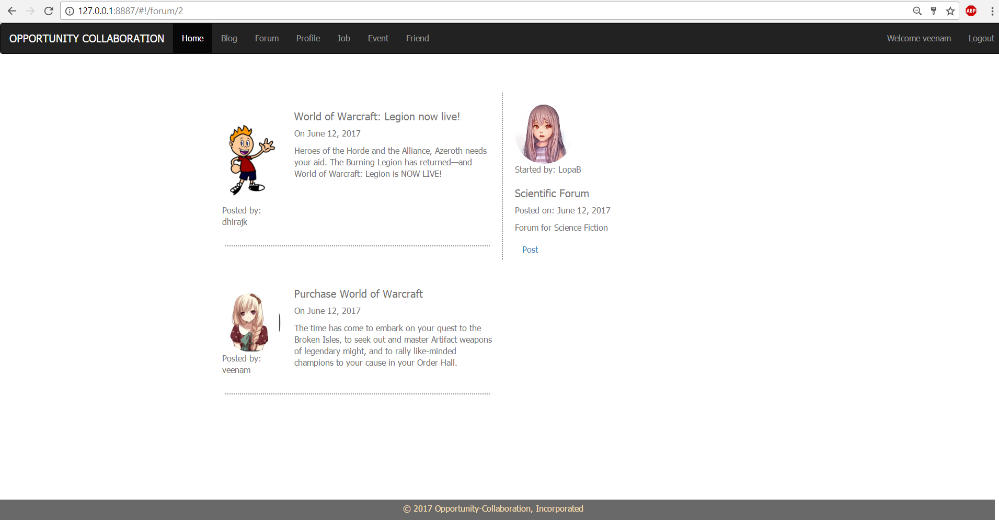 127.0.0.1:8887/#!/forum/2
ABP
OPPORTUNITY COLLABORATION Home Blog Forum Profile Job Event Friend Welcome veenam Logout
World of Warcraft: Legion now live!
On June 12, 2017
Heroes of the Horde and the Alliance, Azeroth needs
your aid. The Burning Legion has returned—and
World of Warcraft: Legion is NOW LIVE!
Posted by:
dhirajk
Purchase World of Warcraft
On June 12, 2017
The time has come to embark on your quest to the
Broken Isles, to seek out and master Artifact weapons
of legendary might, and to rally like-minded
champions to your cause in your Order Hall.
Posted by:
veenam
Started by: LopaB
Scientific Forum
Posted on: June 12, 2017
Forum for Science Fiction
Post
© 2017 Opportunity-Collaboration, Incorporated